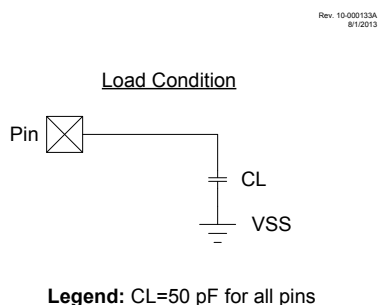 Rev. 10-000133A
8/1/2013
Load Condition
Pin
CL
VSS
Legend: CL=50 pF for all pins